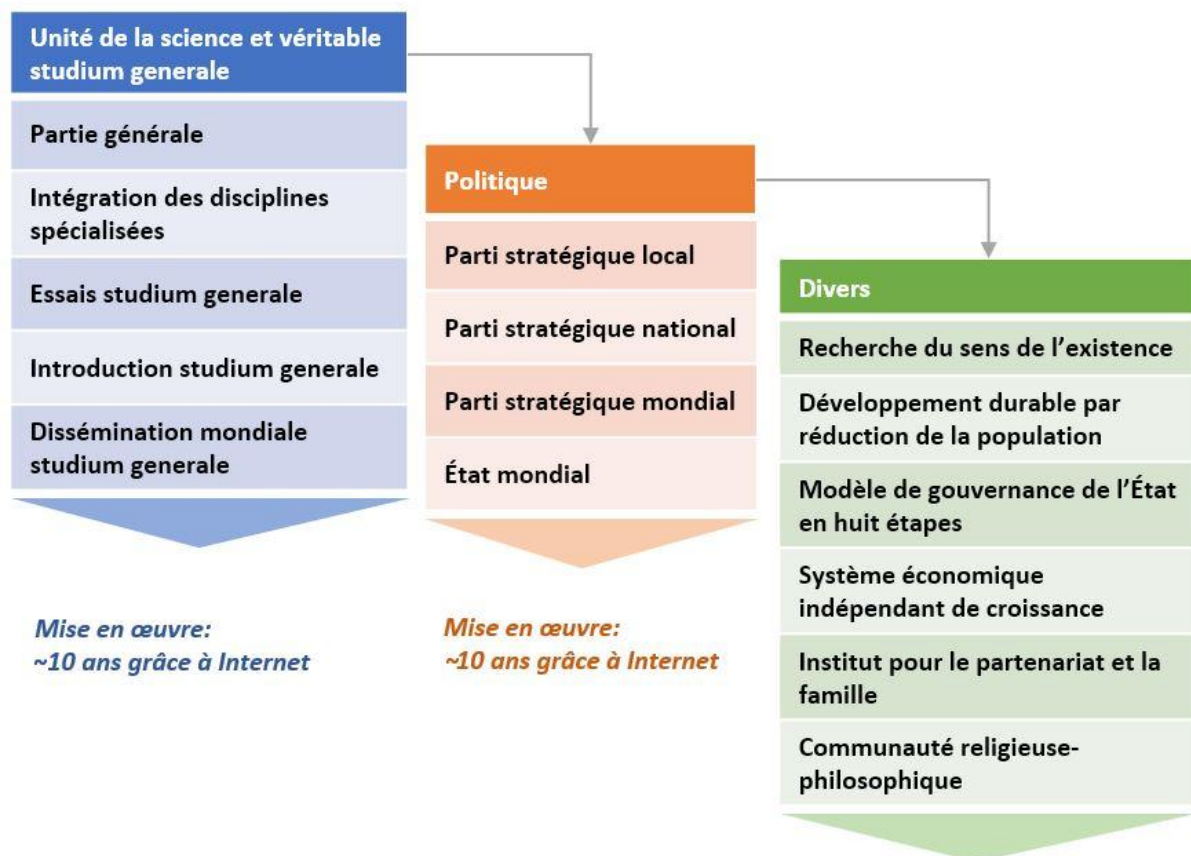 Unité de la science et véritable
studium generale
Partie générale
Intégration des disciplines
spécialisées
Essais studium generale
Introduction studium generale
Dissémination mondiale
studium generale
Mise en œuvre:
~10 ans grâce à Internet
Politique
Parti stratégique local
Parti stratégique national
Parti stratégique mondial
État mondial
Mise en œuvre:
~10 ans grâce à Internet
Divers
Recherche du sens de l’existence
Développement durable par
réduction de la population
Modèle de gouvernance de l’État
en huit étapes
Système économique
indépendant de croissance
Institut pour le partenariat et la
famille
Communauté religieuse-
philosophique